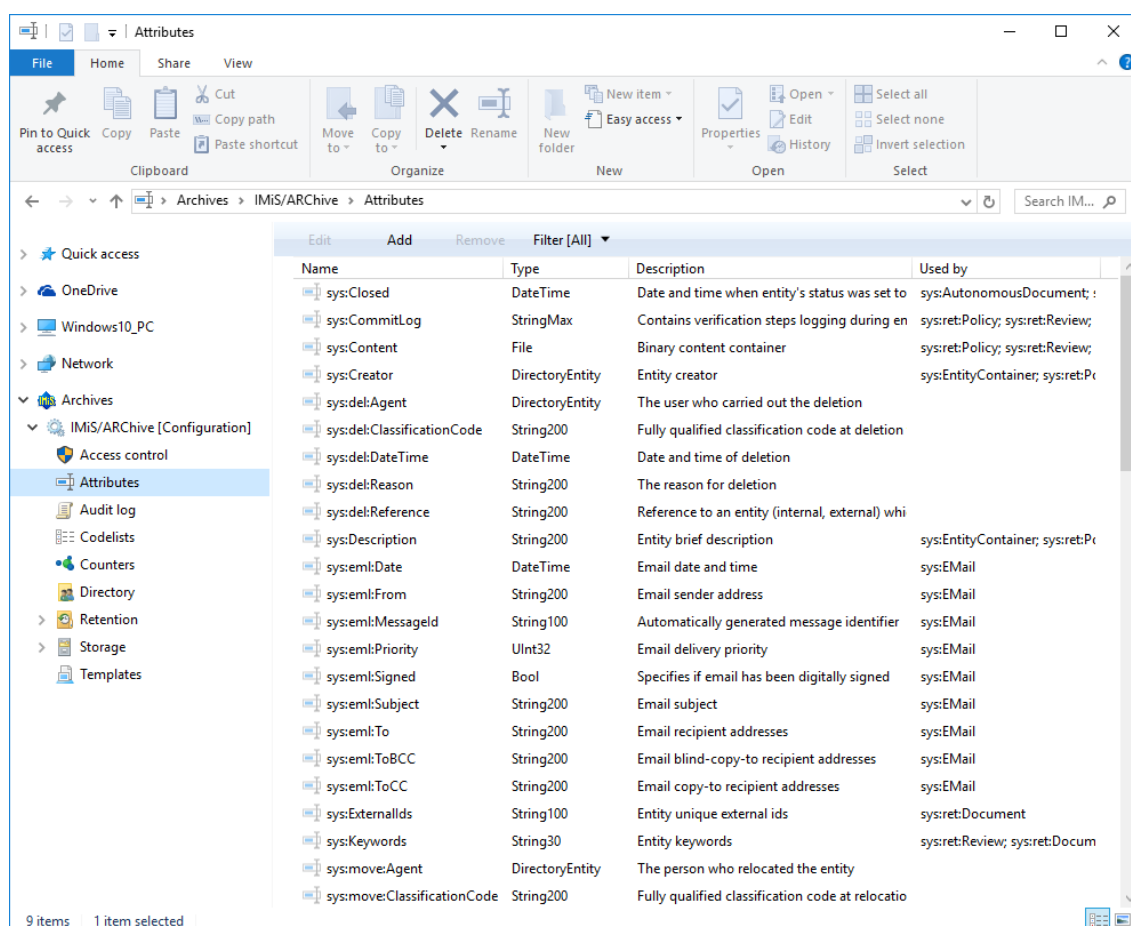 Attributes
File Home Share View
Pin to Quick access
Copy
Paste
Cut
Copy path
Paste shortcut
Move to
Copy to
Delete
Rename
New folder
New item
Easy access
Properties
Open
Edit
History
Select all
Select none
Invert selection
Clipboard Organize New Open Select
Archives > IMiS/ARChive > Attributes
Search IM...
Quick access
OneDrive
Windows10_PC
Network
Archives
IMiS/ARChive [Configuration]
Access control
Attributes
Audit log
Codelists
Counters
Directory
Retention
Storage
Templates
Edit Add Remove Filter [All]
Name Type Description Used by
sys:Closed DateTime Date and time when entity's status was set to sys:AutonomousDocument;
sys:CommitLog StringMax Contains verification steps logging during en sys:ret:Policy; sys:ret:Review;
sys:Content File Binary content container sys:ret:Policy; sys:ret:Review;
sys:Creator DirectoryEntity Entity creator sys:EntityContainer; sys:ret:Po
sys:del:Agent DirectoryEntity The user who carried out the deletion
sys:del:ClassificationCode String200 Fully qualified classification code at deletion
sys:del:DateTime DateTime Date and time of deletion
sys:del:Reason String200 The reason for deletion
sys:del:Reference String200 Reference to an entity (internal, external) whi
sys:Description String200 Entity brief description sys:EntityContainer; sys:ret:Po
sys:eml:Date DateTime Email date and time sys:EMail
sys:eml:From String200 Email sender address sys:EMail
sys:eml:MessageId String100 Automatically generated message identifier sys:EMail
sys:eml:Priority UInt32 Email delivery priority sys:EMail
sys:eml:Signed Bool Specifies if email has been digitally signed sys:EMail
sys:eml:Subject String200 Email subject sys:EMail
sys:eml:To String200 Email recipient addresses sys:EMail
sys:eml:ToBCC String200 Email blind-copy-to recipient addresses sys:EMail
sys:eml:ToCC String200 Email copy-to recipient addresses sys:EMail
sys:ExternalIds String100 Entity unique external ids sys:ret:Document
sys:Keywords String30 Entity keywords sys:ret:Review; sys:ret:Docum
sys:move:Agent DirectoryEntity The person who relocated the entity
sys:move:ClassificationCode String200 Fully qualified classification code at relocatio
9 items 1 item selected